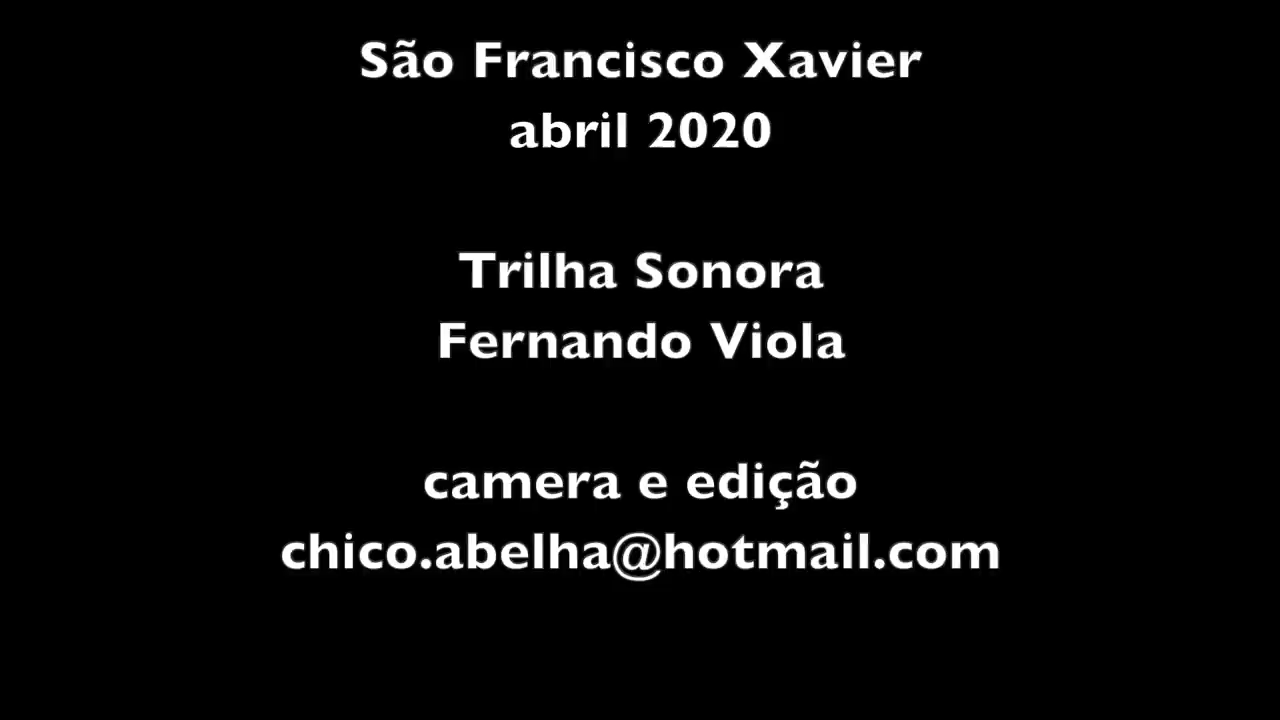 São Francisco Xavier
abril 2020
Trilha Sonora
Fernando Viola
camera e edição
chico.abelha@hotmail.com